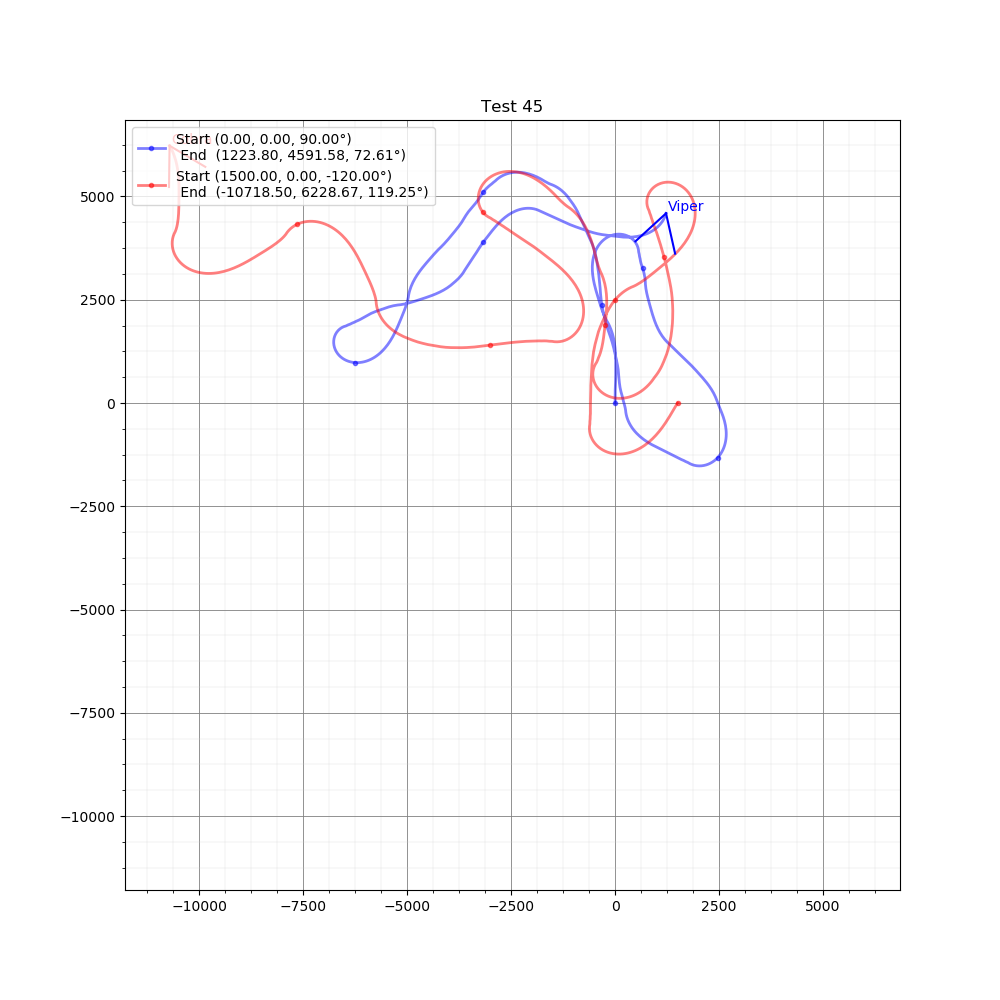 Test 45
Start (0.00, 0.00, 90.00°)
End (1223.80, 4591.58, 72.61°)
Start (1500.00, 0.00, -120.00°)
End (-10718.50, 6228.67, 119.25°)
Viper
5000
2500
0
−2500
−5000
−7500
−10000
−10000 −7500 −5000 −2500 0 2500 5000